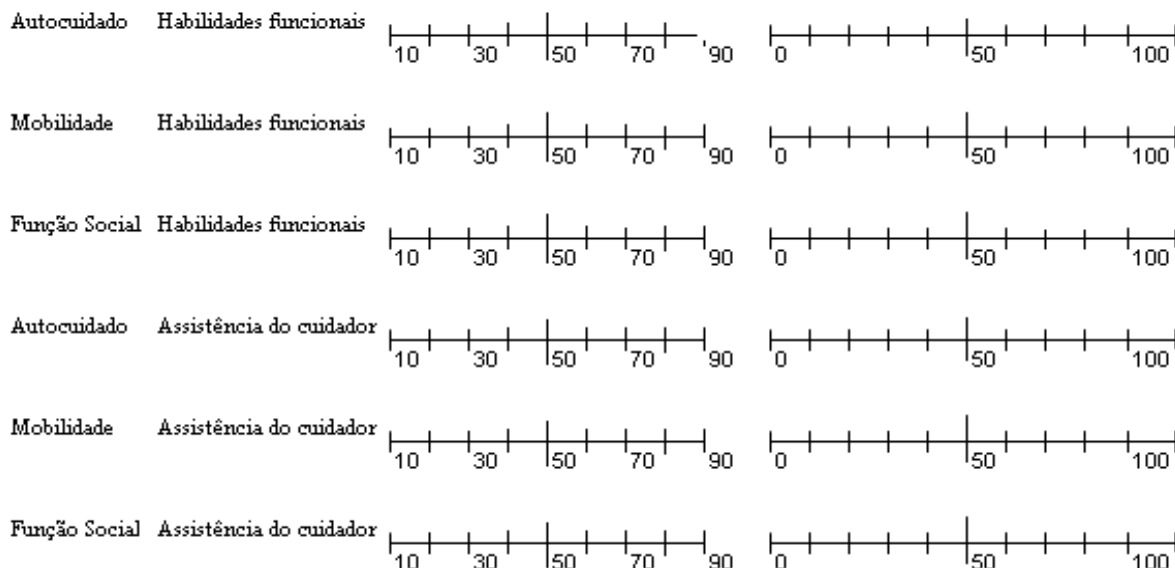 Autocuidado Habilidades funcionais 10 30 50 70 90 0 50 100
Mobilidade Habilidades funcionais 10 30 50 70 90 0 50 100
Função Social Habilidades funcionais 10 30 50 70 90 0 50 100
Autocuidado Assistência do cuidador 10 30 50 70 90 0 50 100
Mobilidade Assistência do cuidador 10 30 50 70 90 0 50 100
Função Social Assistência do cuidador 10 30 50 70 90 0 50 100